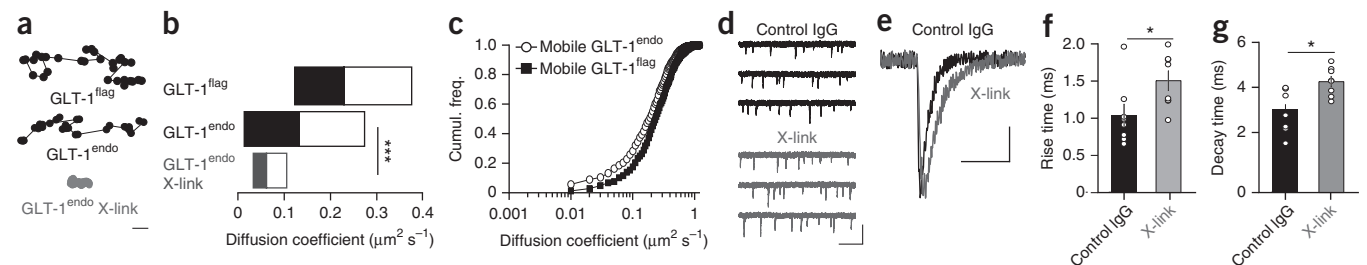 a
GLT-1flag
GLT-1endo
GLT-1endo X-link
b
GLT-1flag
GLT-1endo
GLT-1endo
X-link
***
0 0.1 0.2 0.3 0.4
Diffusion coefficient (μm² s⁻¹)
c
Mobile GLT-1endo
Mobile GLT-1flag
Cumul. freq.
1.0
0.8
0.6
0.4
0.2
0
0.001 0.01 0.1 1
Diffusion coefficient (μm² s⁻¹)
d
Control IgG
X-link
e
Control IgG
X-link
f
*
Rise time (ms)
2.0
1.5
1.0
0.5
0
Control IgG
X-link
g
*
Decay time (ms)
6
4
2
0
Control IgG
X-link